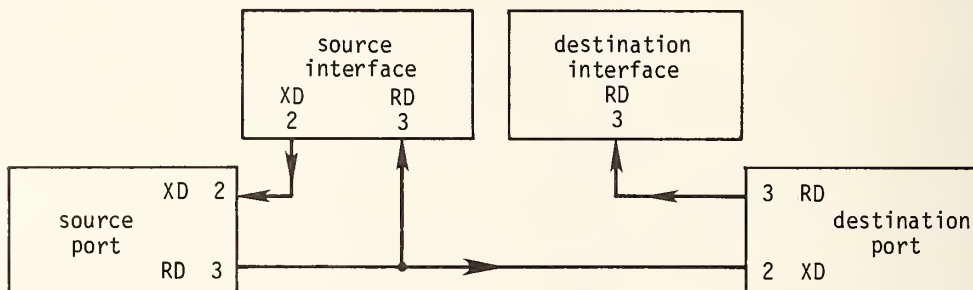 source
interface
XD RD
2 3
destination
interface
RD
3
XD 2
source
port
RD 3
3 RD
destination
port
2 XD